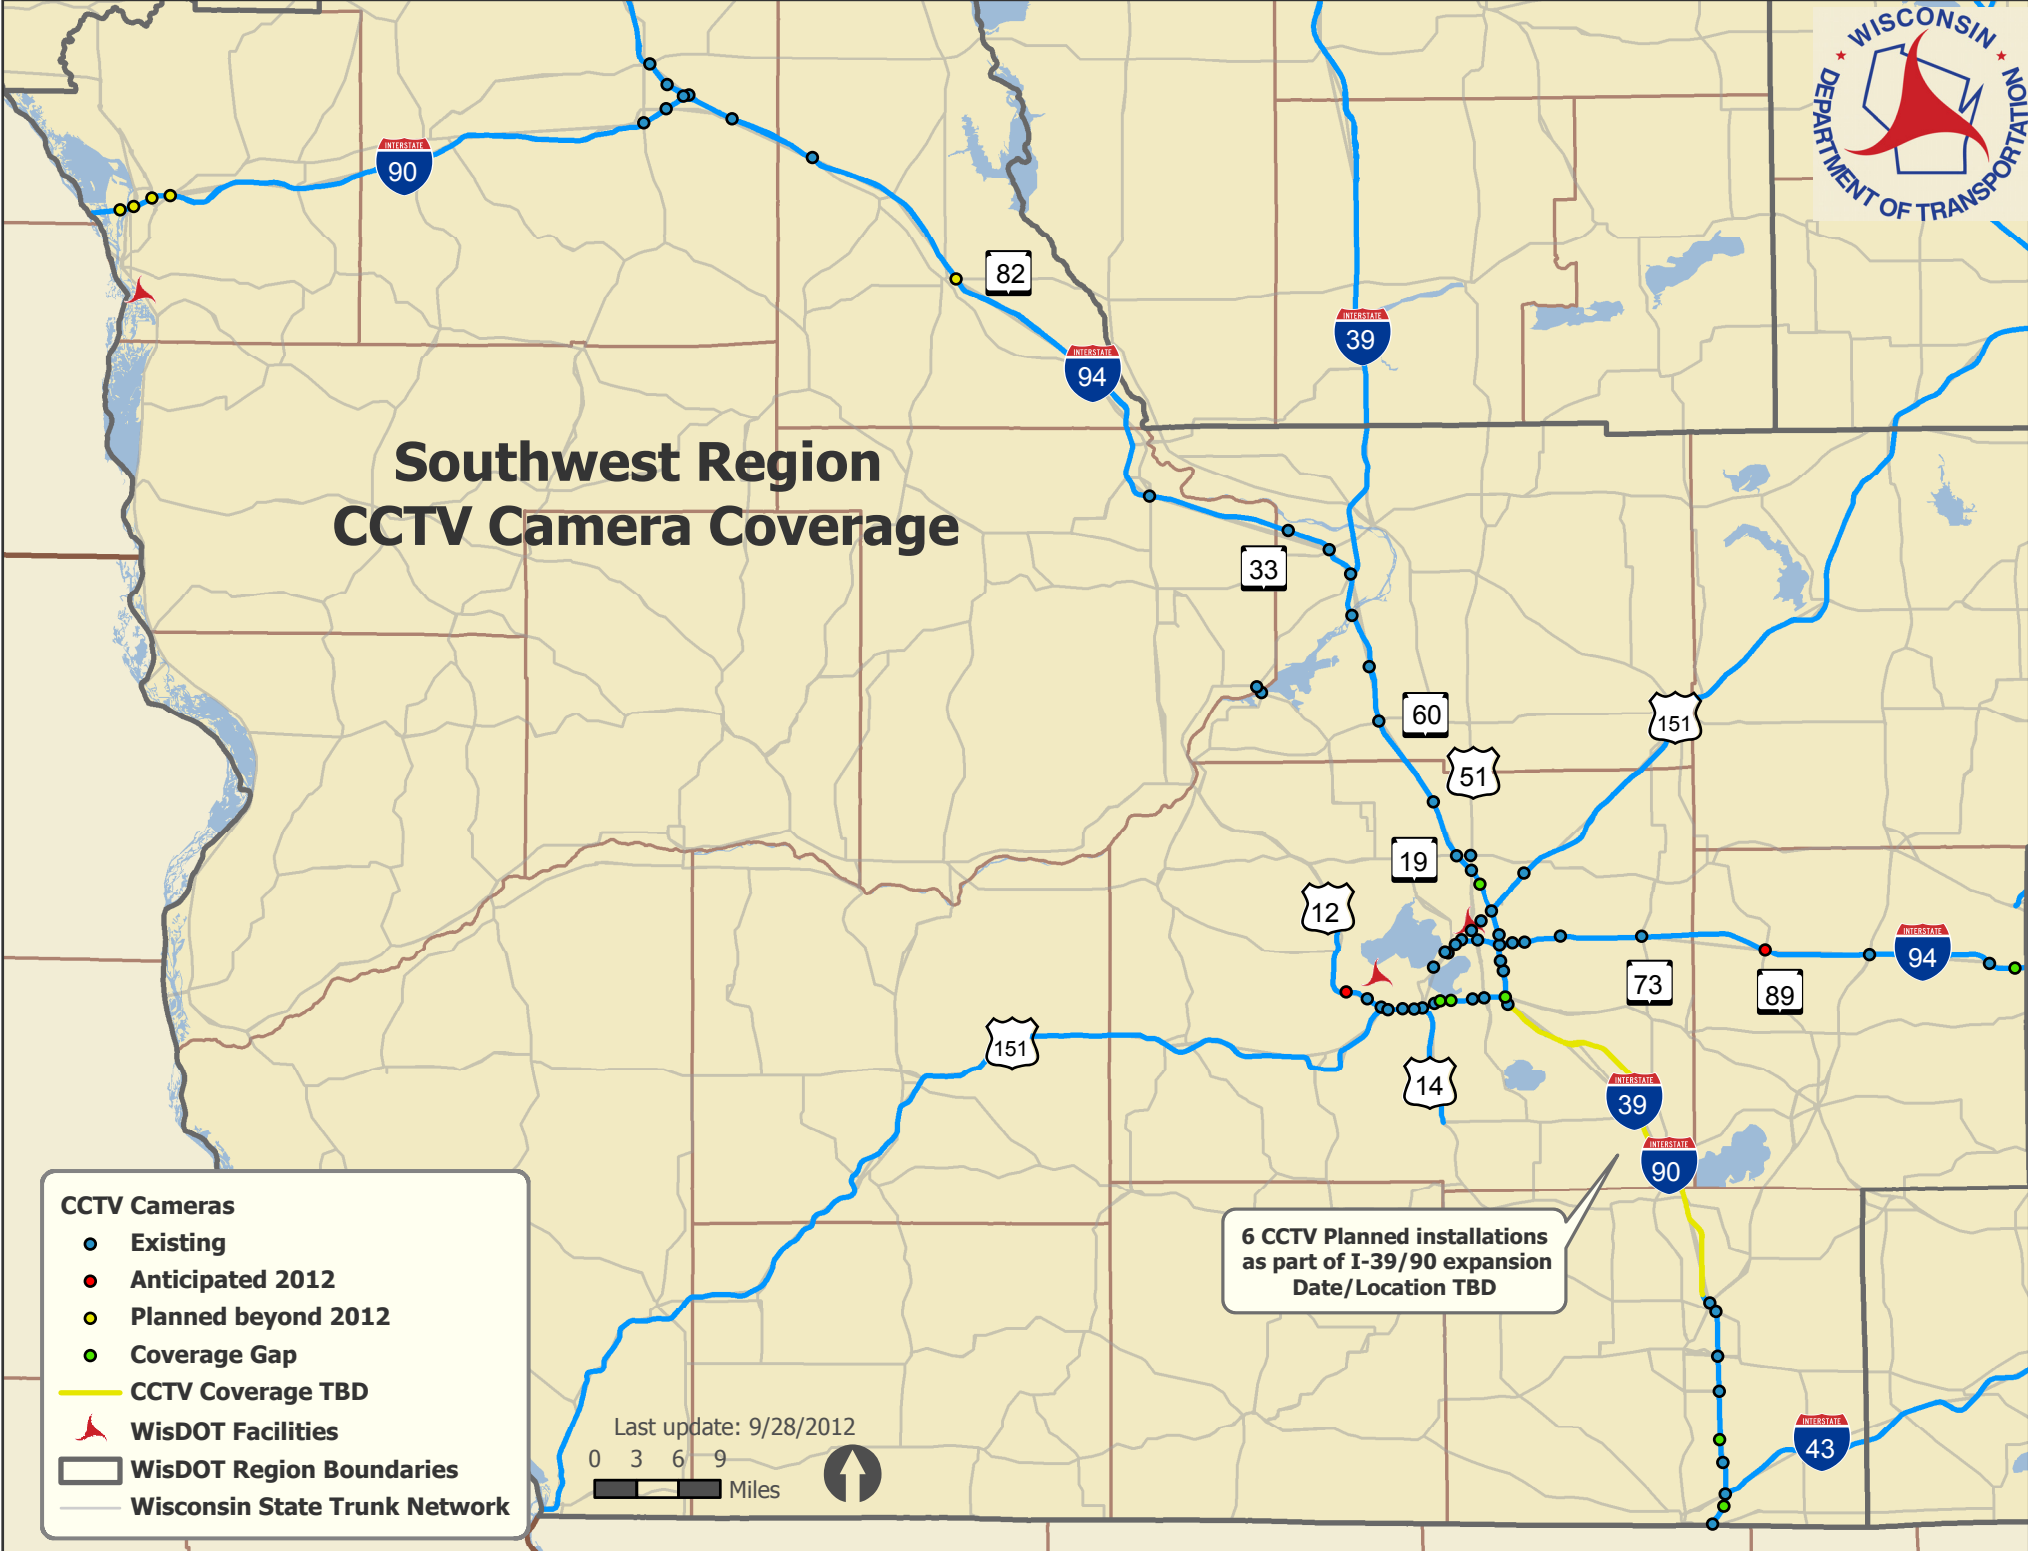 WISCONSIN
DEPARTMENT OF TRANSPORTATION
INTERSTATE
90
82
INTERSTATE
39
INTERSTATE
94
Southwest Region
CCTV Camera Coverage
33
60
151
51
19
12
INTERSTATE
94
73
89
151
14
INTERSTATE
39
INTERSTATE
90
6 CCTV Planned installations
as part of I-39/90 expansion
Date/Location TBD
INTERSTATE
43
CCTV Cameras
Existing
Anticipated 2012
Planned beyond 2012
Coverage Gap
CCTV Coverage TBD
WisDOT Facilities
WisDOT Region Boundaries
Wisconsin State Trunk Network
Last update: 9/28/2012
0 3 6 9
Miles